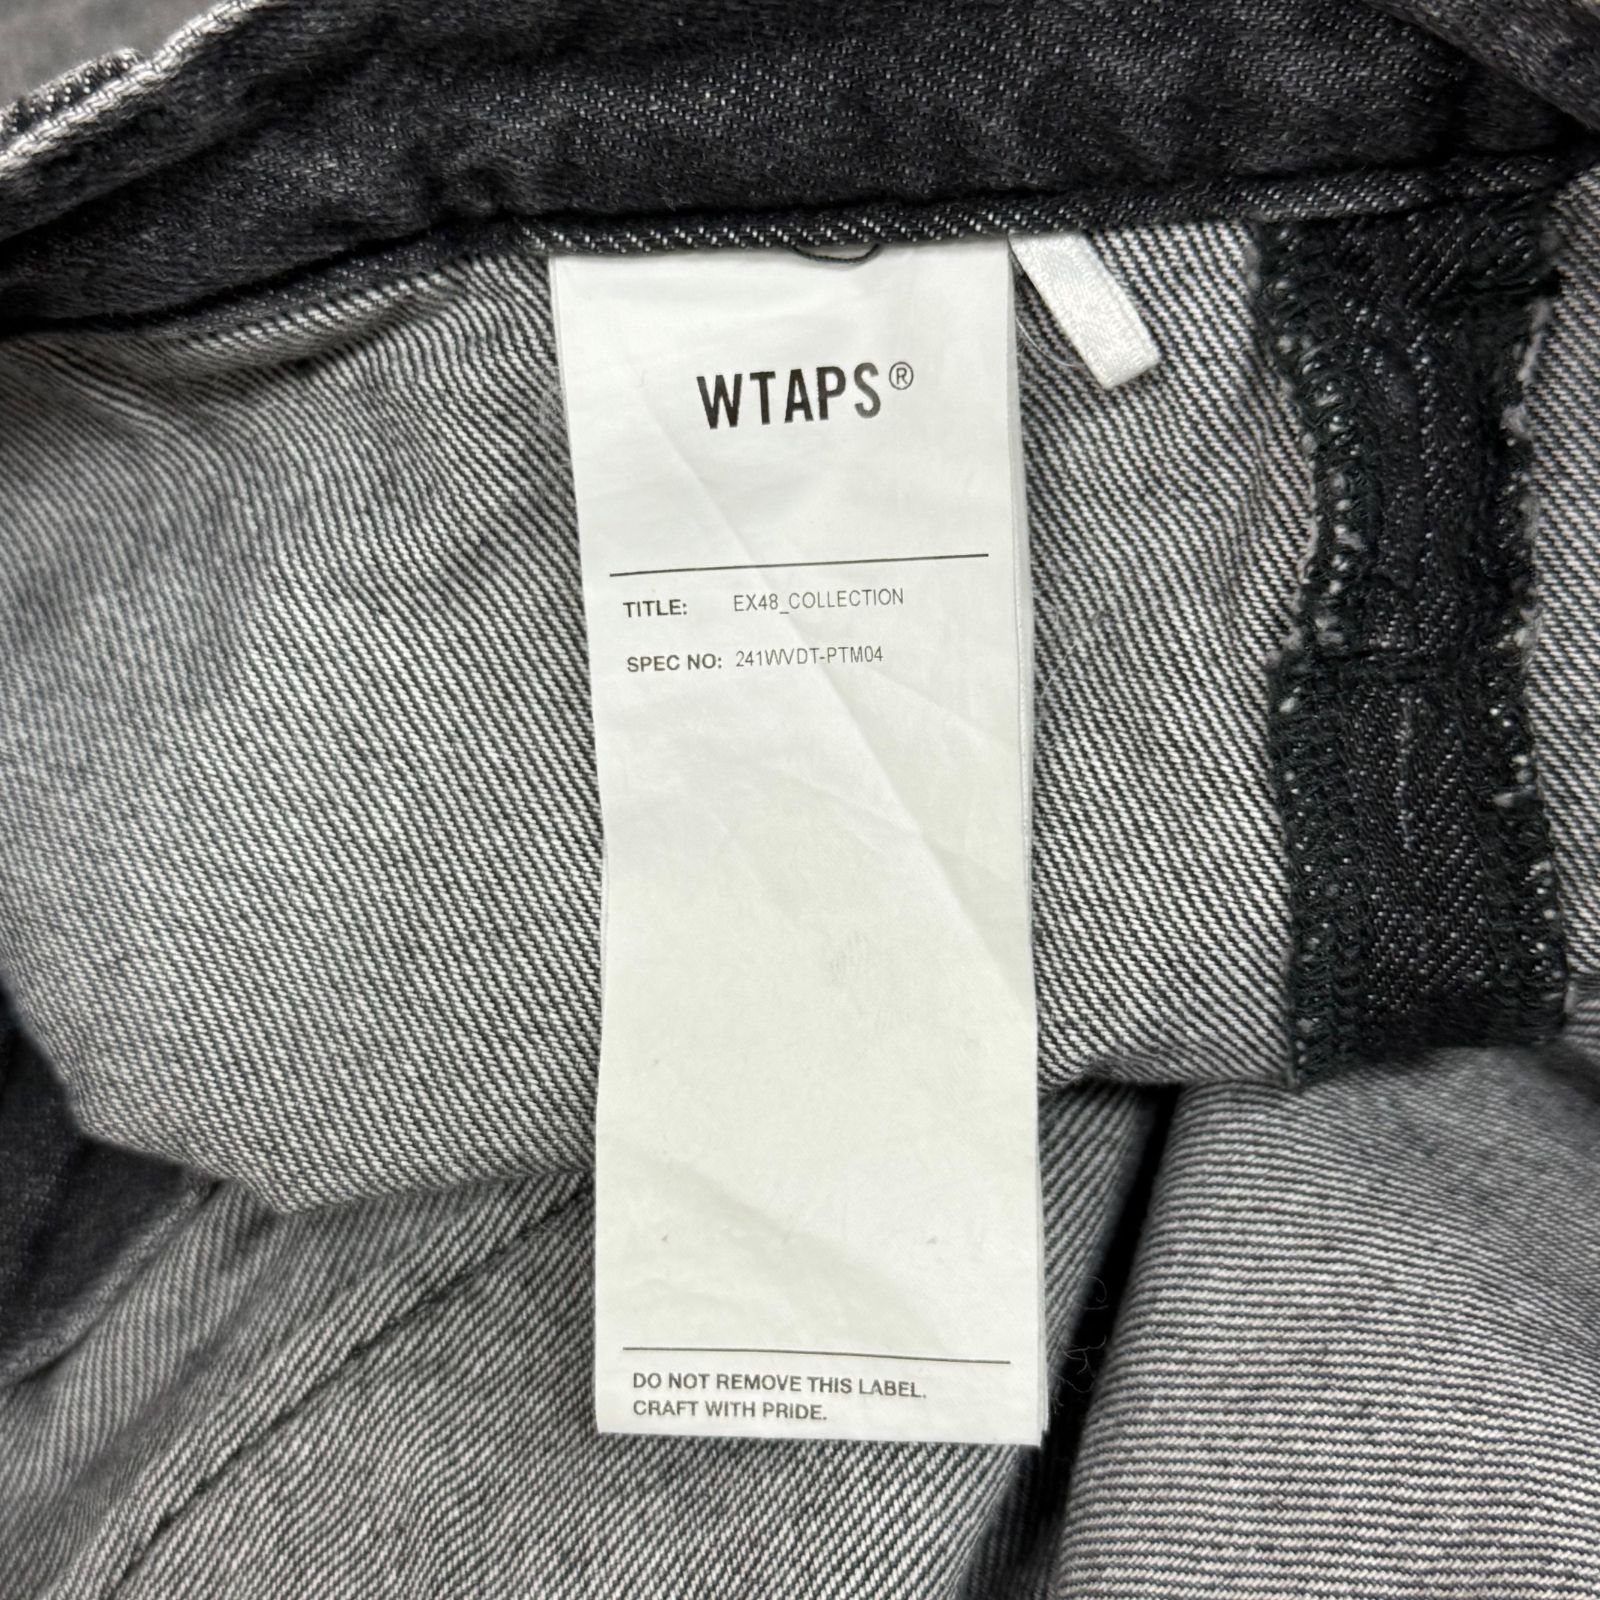 WTAPS®
TITLE: EX48_COLLECTION
SPEC NO: 241WVDT-PTM04
DO NOT REMOVE THIS LABEL.
CRAFT WITH PRIDE.